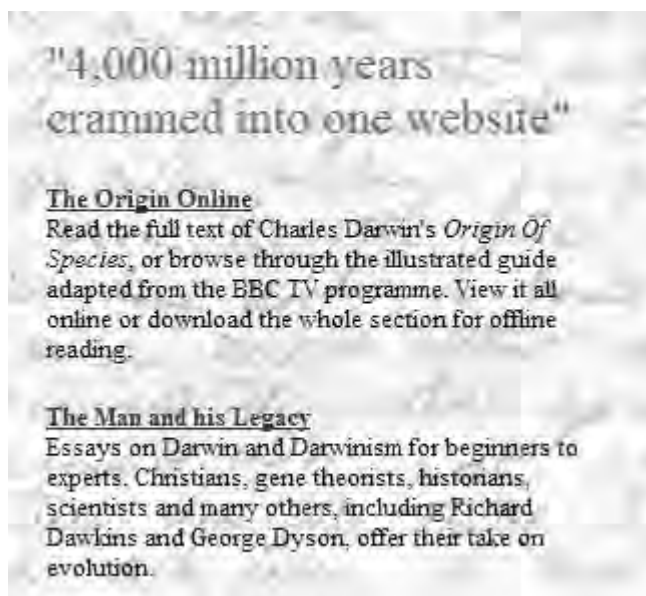 "4,000 million years
crammed into one website"
The Origin Online
Read the full text of Charles Darwin's Origin Of
Species, or browse through the illustrated guide
adapted from the BBC TV programme. View it all
online or download the whole section for offline
reading.
The Man and his Legacy
Essays on Darwin and Darwinism for beginners to
experts. Christians, gene theorists, historians,
scientists and many others, including Richard
Dawkins and George Dyson, offer their take on
evolution.